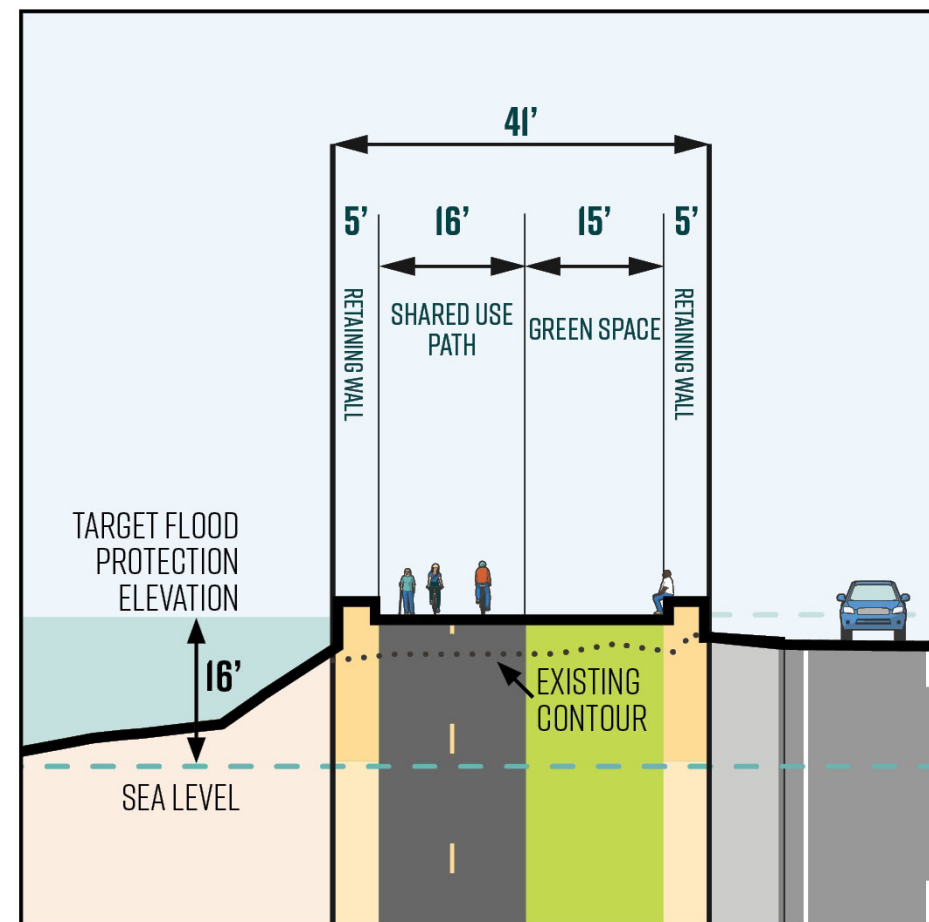 41’
5’
16’
15’
5’
RETAINING WALL
SHARED USE
PATH
GREEN SPACE
RETAINING WALL
TARGET FLOOD
PROTECTION
ELEVATION
16’
EXISTING
CONTOUR
SEA LEVEL